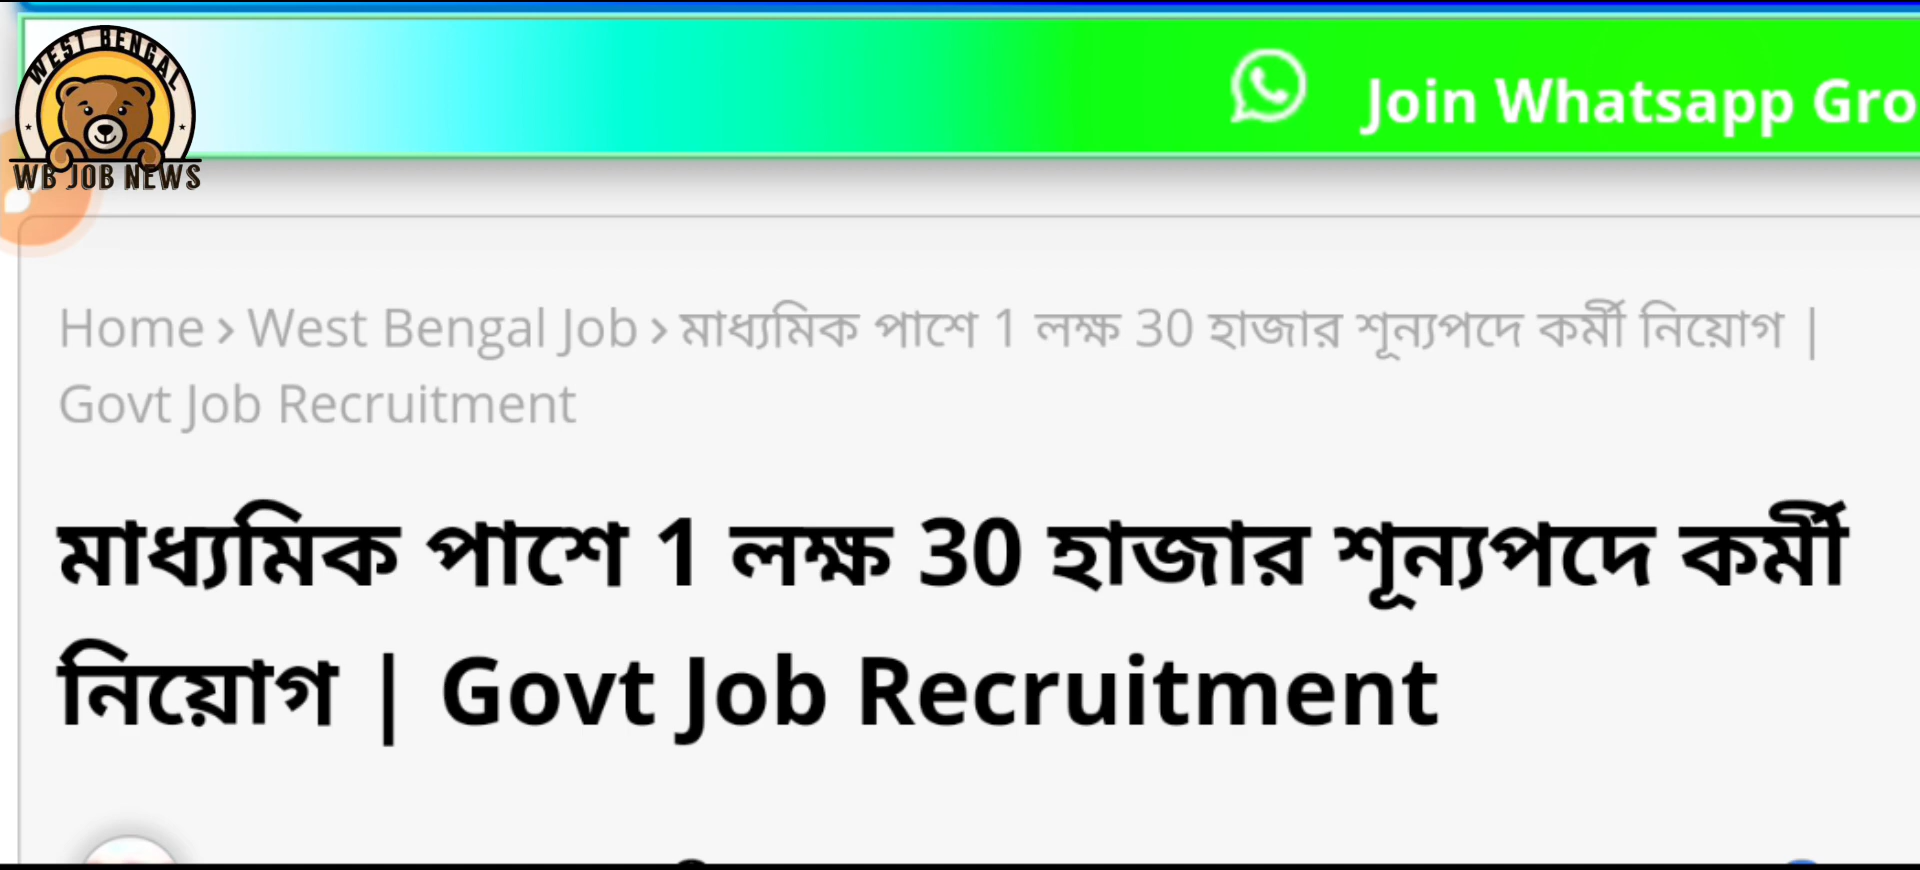 WEST BENGAL
WB JOB NEWS
Join Whatsapp Gro
Home › West Bengal Job › মাধ্যমিক পাশে 1 লক্ষ 30 হাজার শূন্যপদে কর্মী নিয়োগ |
Govt Job Recruitment
মাধ্যমিক পাশে 1 লক্ষ 30 হাজার শূন্যপদে কর্মী
নিয়োগ | Govt Job Recruitment